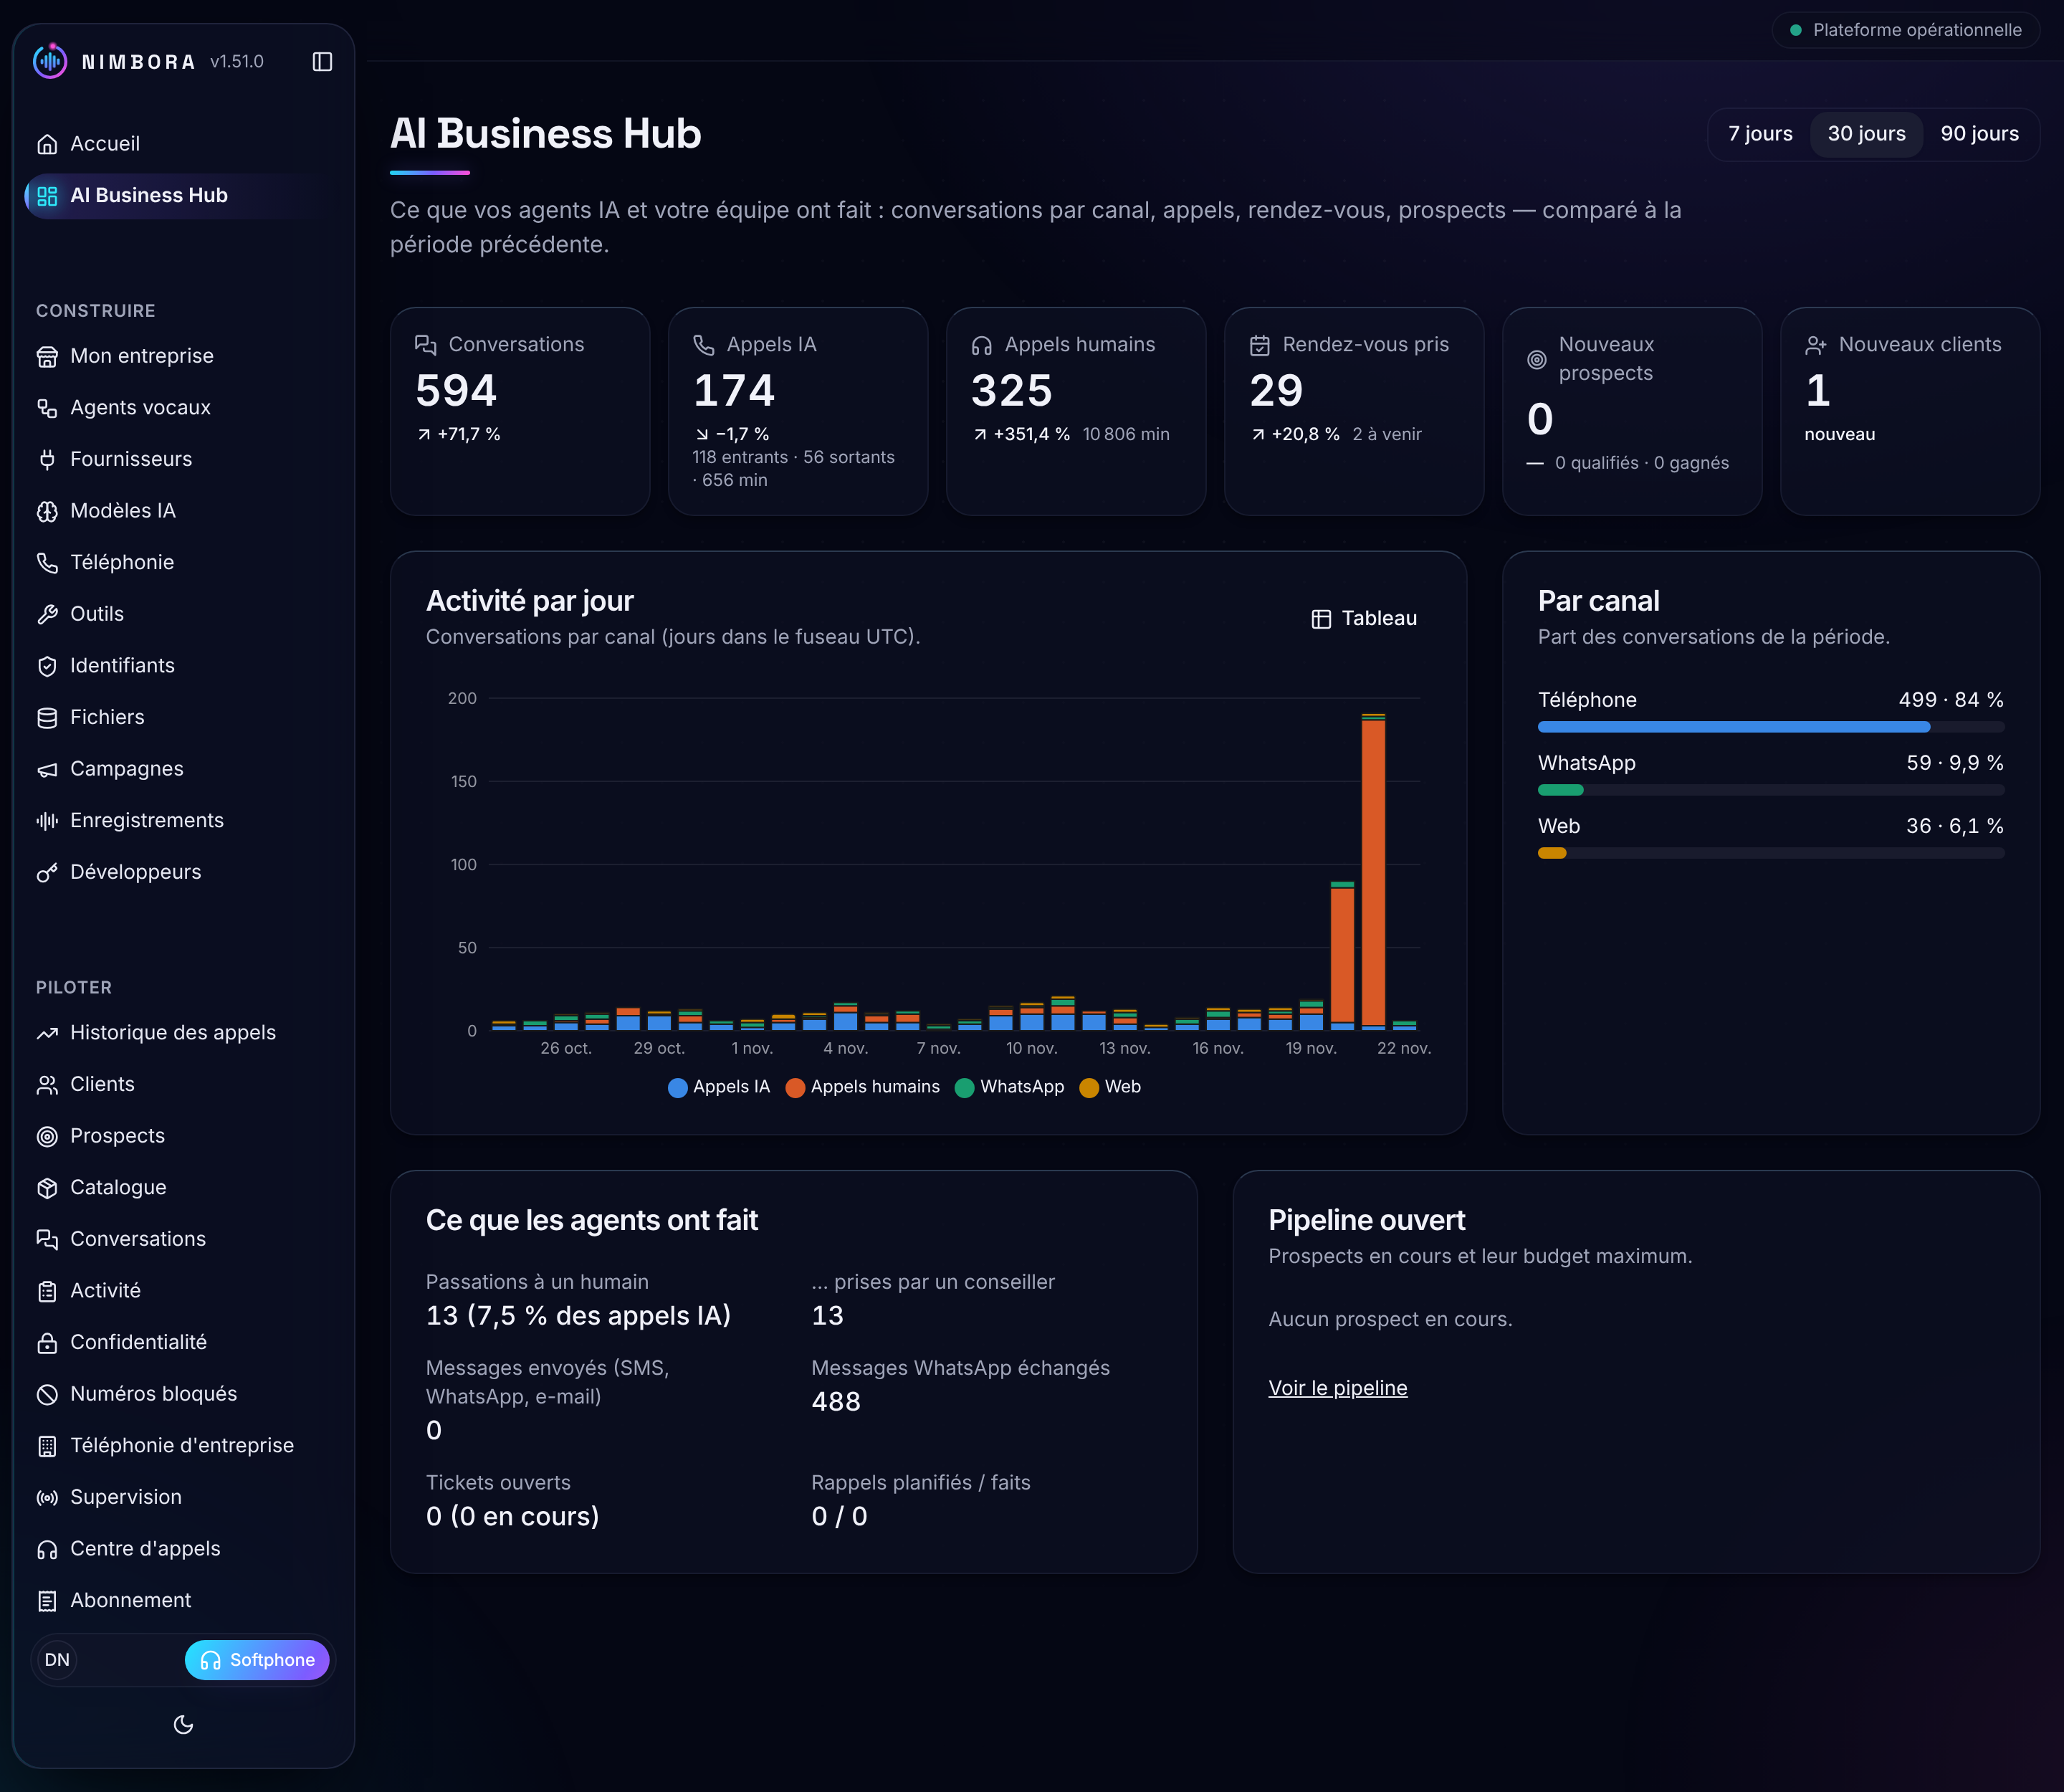 NIMBORA v1.51.0
Accueil
AI Business Hub
CONSTRUIRE
Mon entreprise
Agents vocaux
Fournisseurs
Modèles IA
Téléphonie
Outils
Identifiants
Fichiers
Campagnes
Enregistrements
Développeurs
PILOTER
Historique des appels
Clients
Prospects
Catalogue
Conversations
Activité
Confidentialité
Numéros bloqués
Téléphonie d'entreprise
Supervision
Centre d'appels
Abonnement
DN
Softphone
Plateforme opérationnelle
AI Business Hub
7 jours
30 jours
90 jours
Ce que vos agents IA et votre équipe ont fait : conversations par canal, appels, rendez-vous, prospects — comparé à la
période précédente.
Conversations
594
+71,7 %
Appels IA
174
−1,7 %
118 entrants · 56 sortants
· 656 min
Appels humains
325
+351,4 % 10 806 min
Rendez-vous pris
29
+20,8 % 2 à venir
Nouveaux
prospects
0
— 0 qualifiés · 0 gagnés
Nouveaux clients
1
nouveau
Activité par jour
Conversations par canal (jours dans le fuseau UTC).
Tableau
200
150
100
50
0
26 oct. 29 oct. 1 nov. 4 nov. 7 nov. 10 nov. 13 nov. 16 nov. 19 nov. 22 nov.
Appels IA Appels humains WhatsApp Web
Par canal
Part des conversations de la période.
Téléphone 499 · 84 %
WhatsApp 59 · 9,9 %
Web 36 · 6,1 %
Ce que les agents ont fait
Passations à un humain
13 (7,5 % des appels IA)
... prises par un conseiller
13
Messages envoyés (SMS,
WhatsApp, e-mail)
0
Messages WhatsApp échangés
488
Tickets ouverts
0 (0 en cours)
Rappels planifiés / faits
0 / 0
Pipeline ouvert
Prospects en cours et leur budget maximum.
Aucun prospect en cours.
Voir le pipeline